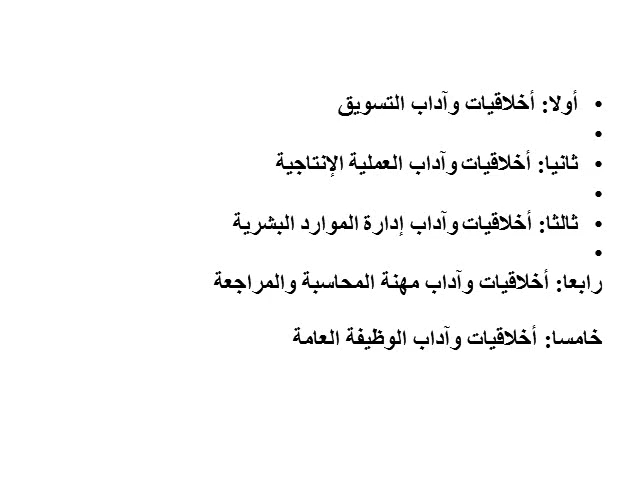 • أولا: أخلاقيات وآداب التسويق
•
• ثانيا: أخلاقيات وآداب العملية الإنتاجية
•
• ثالثا: أخلاقيات وآداب إدارة الموارد البشرية
•
رابعا: أخلاقيات وآداب مهنة المحاسبة والمراجعة
خامسا: أخلاقيات وآداب الوظيفة العامة